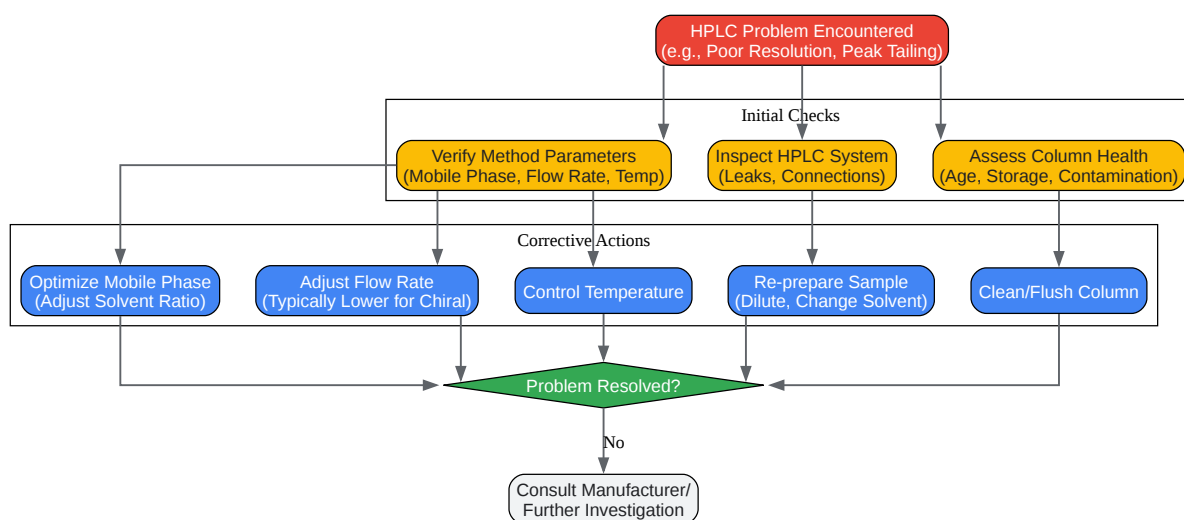 HPLC Problem Encountered
(e.g., Poor Resolution, Peak Tailing)
Initial Checks
Verify Method Parameters
(Mobile Phase, Flow Rate, Temp)
Inspect HPLC System
(Leaks, Connections)
Assess Column Health
(Age, Storage, Contamination)
Corrective Actions
Optimize Mobile Phase
(Adjust Solvent Ratio)
Adjust Flow Rate
(Typically Lower for Chiral)
Control Temperature
Re-prepare Sample
(Dilute, Change Solvent)
Clean/Flush Column
Problem Resolved?
No
Consult Manufacturer/
Further Investigation